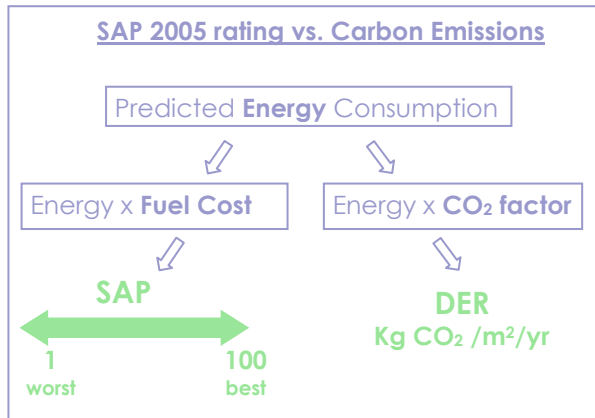 SAP 2005 rating vs. Carbon Emissions
Predicted Energy Consumption
Energy x Fuel Cost
Energy x CO₂ factor
SAP
1
worst
100
best
DER
Kg CO₂ /m²/yr